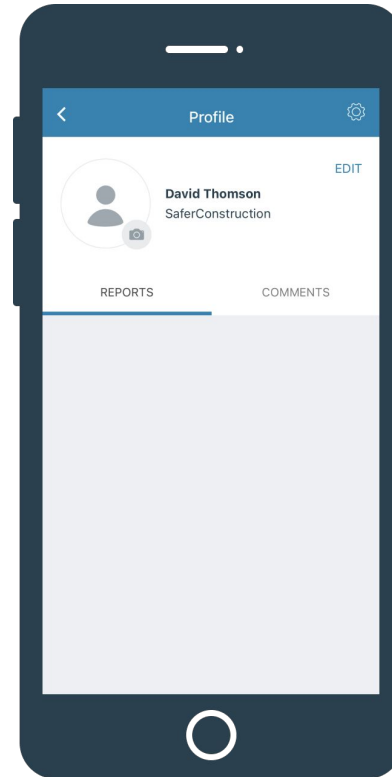 Profile
EDIT
David Thomson
SaferConstruction
REPORTS COMMENTS